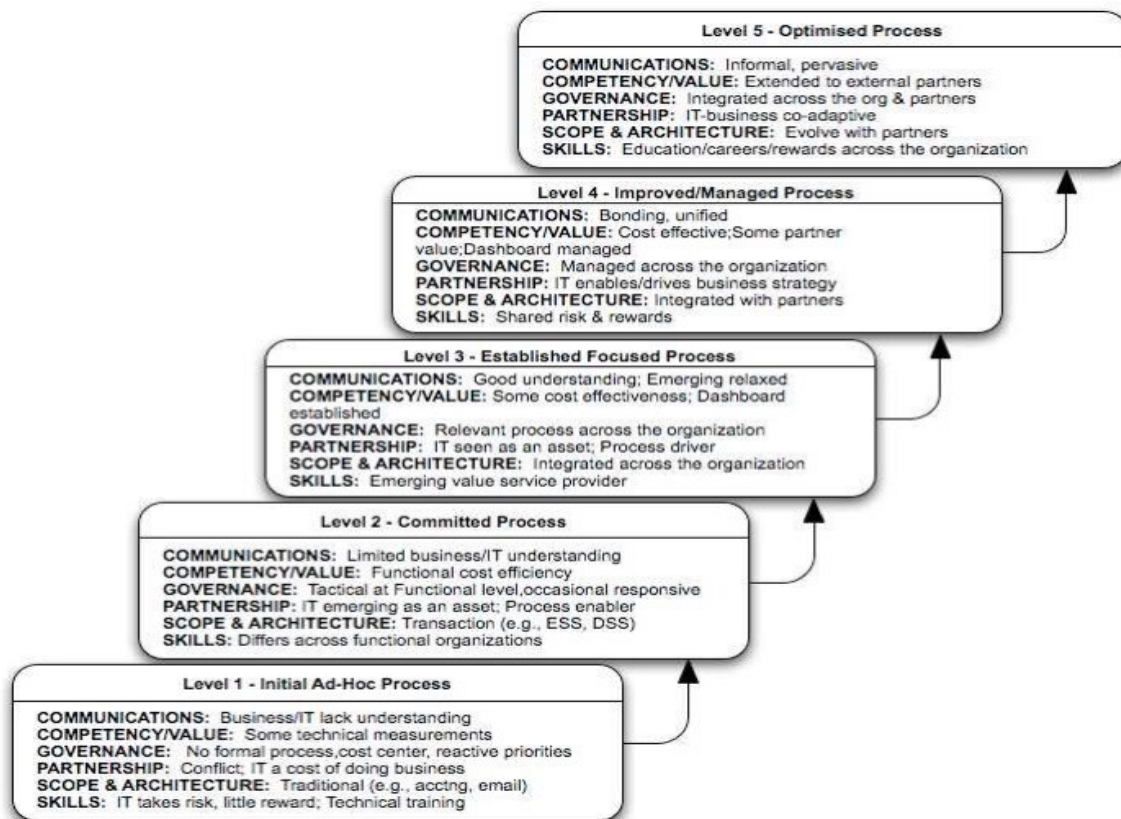 Level 5 - Optimised Process
COMMUNICATIONS: Informal, pervasive
COMPETENCY/VALUE: Extended to external partners
GOVERNANCE: Integrated across the org & partners
PARTNERSHIP: IT-business co-adaptive
SCOPE & ARCHITECTURE: Evolve with partners
SKILLS: Education/careers/rewards across the organization
Level 4 - Improved/Managed Process
COMMUNICATIONS: Bonding, unified
COMPETENCY/VALUE: Cost effective;Some partner
value;Dashboard managed
GOVERNANCE: Managed across the organization
PARTNERSHIP: IT enables/drives business strategy
SCOPE & ARCHITECTURE: Integrated with partners
SKILLS: Shared risk & rewards
Level 3 - Established Focused Process
COMMUNICATIONS: Good understanding; Emerging relaxed
COMPETENCY/VALUE: Some cost effectiveness; Dashboard
established
GOVERNANCE: Relevant process across the organization
PARTNERSHIP: IT seen as an asset; Process driver
SCOPE & ARCHITECTURE: Integrated across the organization
SKILLS: Emerging value service provider
Level 2 - Committed Process
COMMUNICATIONS: Limited business/IT understanding
COMPETENCY/VALUE: Functional cost efficiency
GOVERNANCE: Tactical at Functional level,occasional responsive
PARTNERSHIP: IT emerging as an asset; Process enabler
SCOPE & ARCHITECTURE: Transaction (e.g., ESS, DSS)
SKILLS: Differs across functional organizations
Level 1 - Initial Ad-Hoc Process
COMMUNICATIONS: Business/IT lack understanding
COMPETENCY/VALUE: Some technical measurements
GOVERNANCE: No formal process,cost center, reactive priorities
PARTNERSHIP: Conflict; IT a cost of doing business
SCOPE & ARCHITECTURE: Traditional (e.g., acctng, email)
SKILLS: IT takes risk, little reward; Technical training